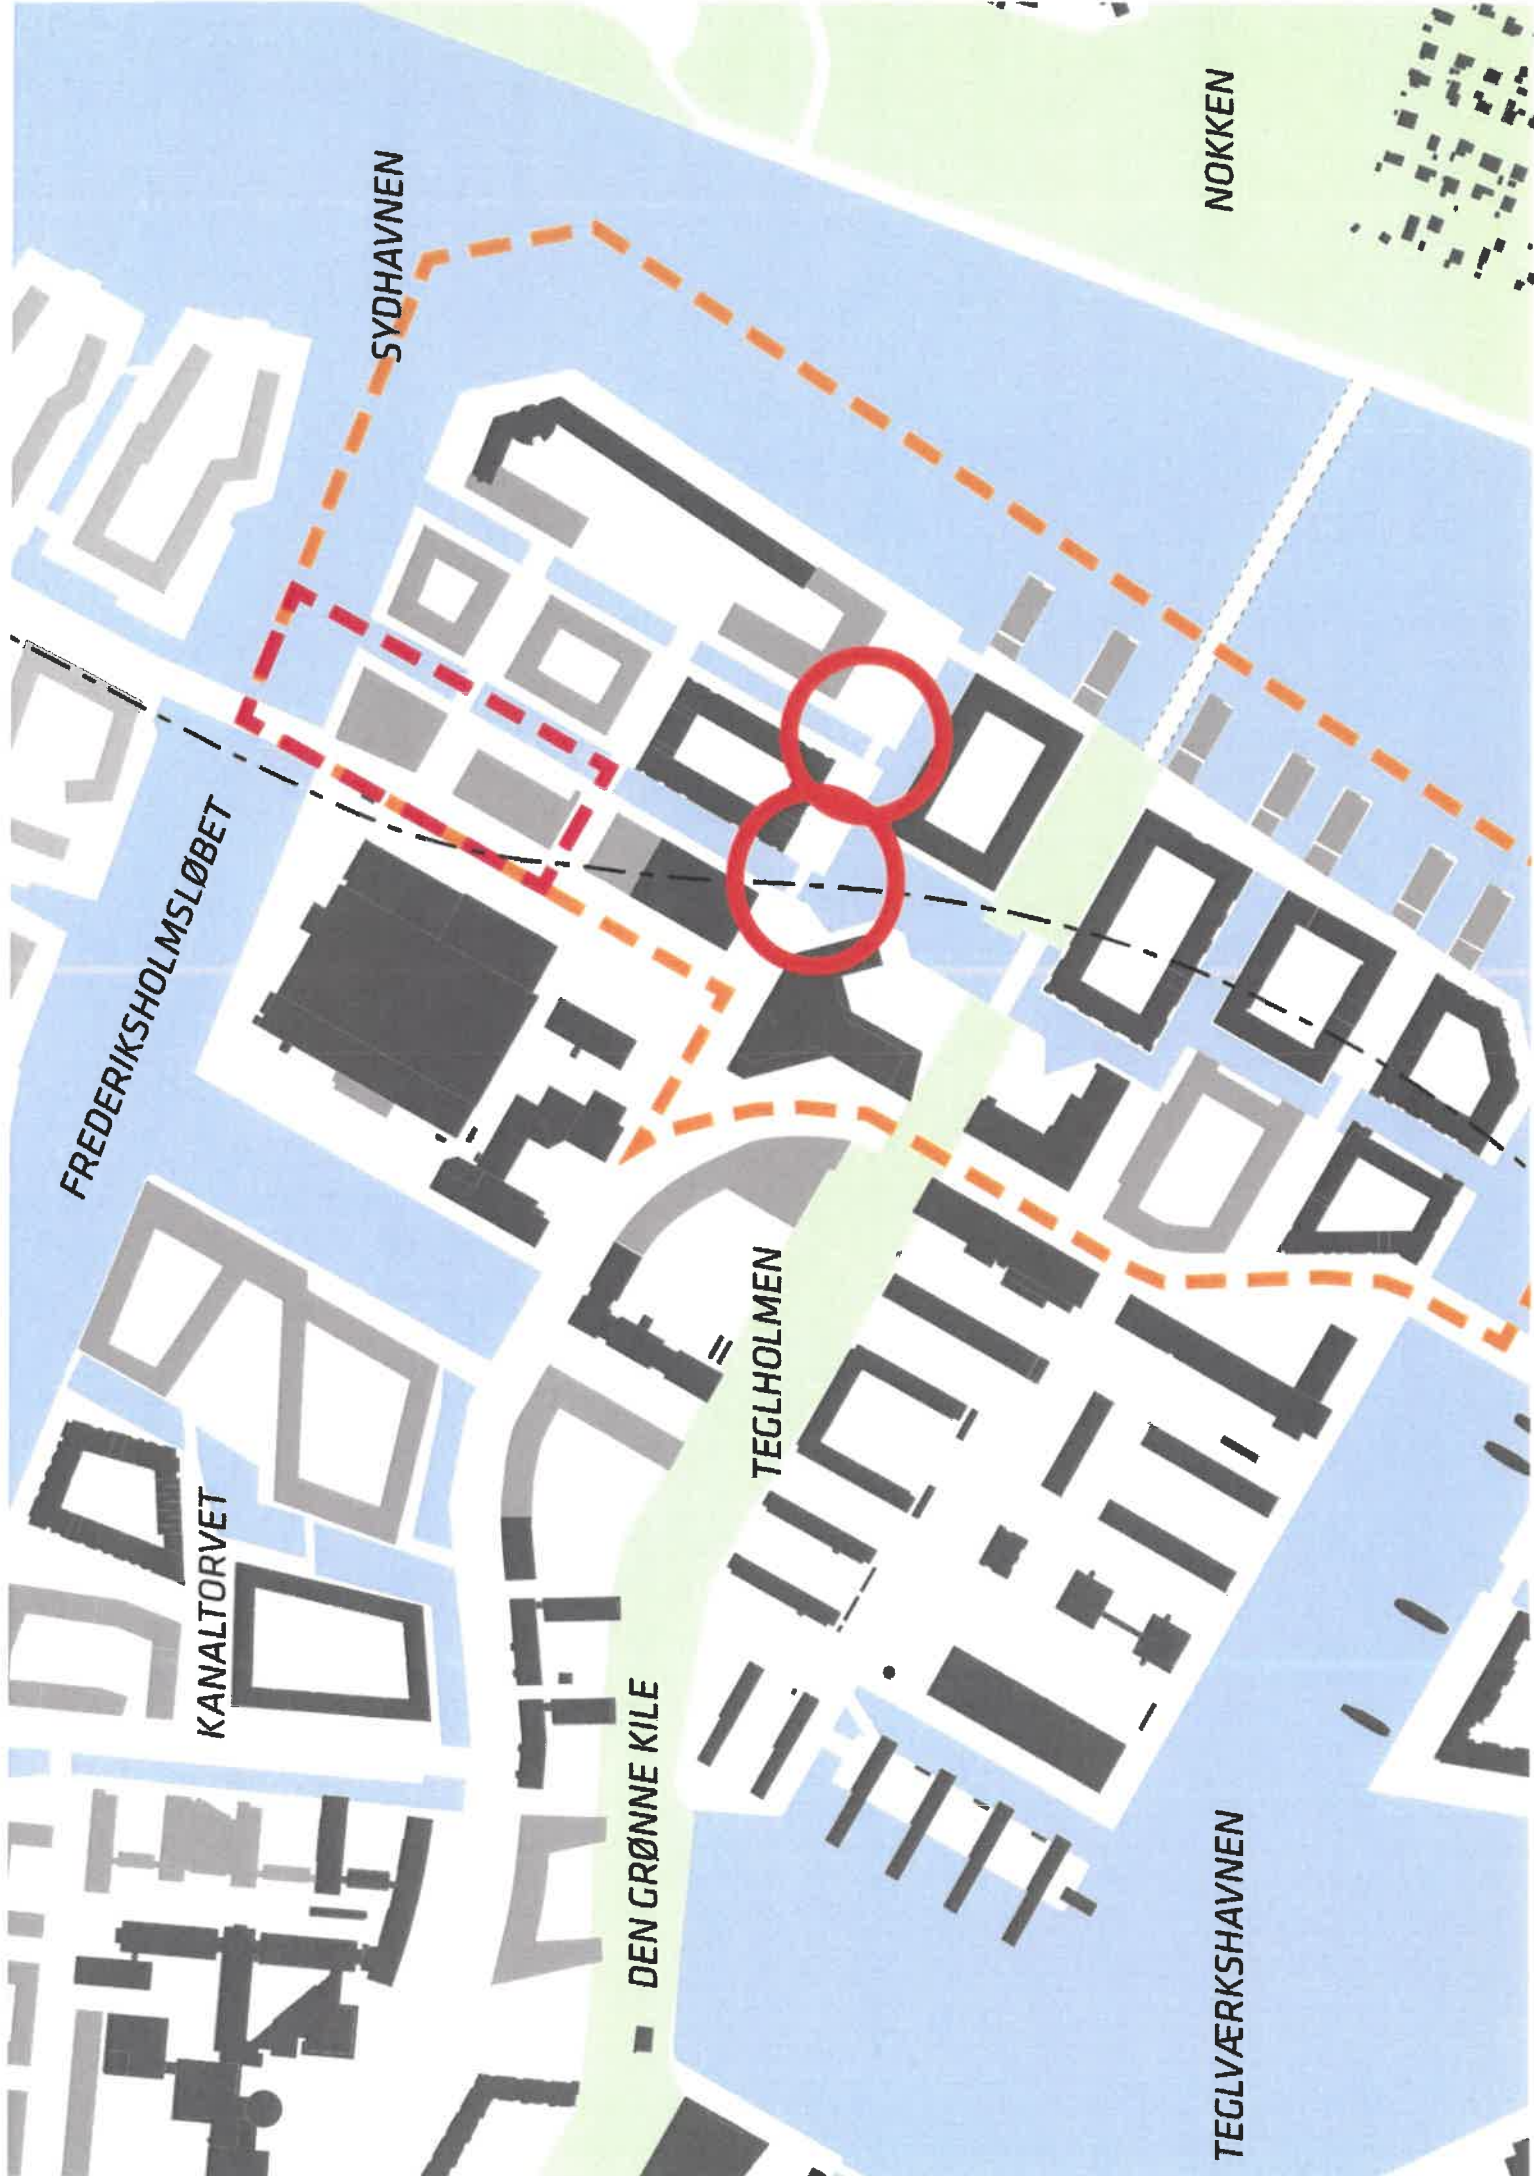 FREDERIKSHOLMSLØBET
SYDHAVNEN
KANALTORVET
DEN GRØNNE KILE
TEGLHOLMEN
TEGLVÆRKSHAVNEN
NOKKEN